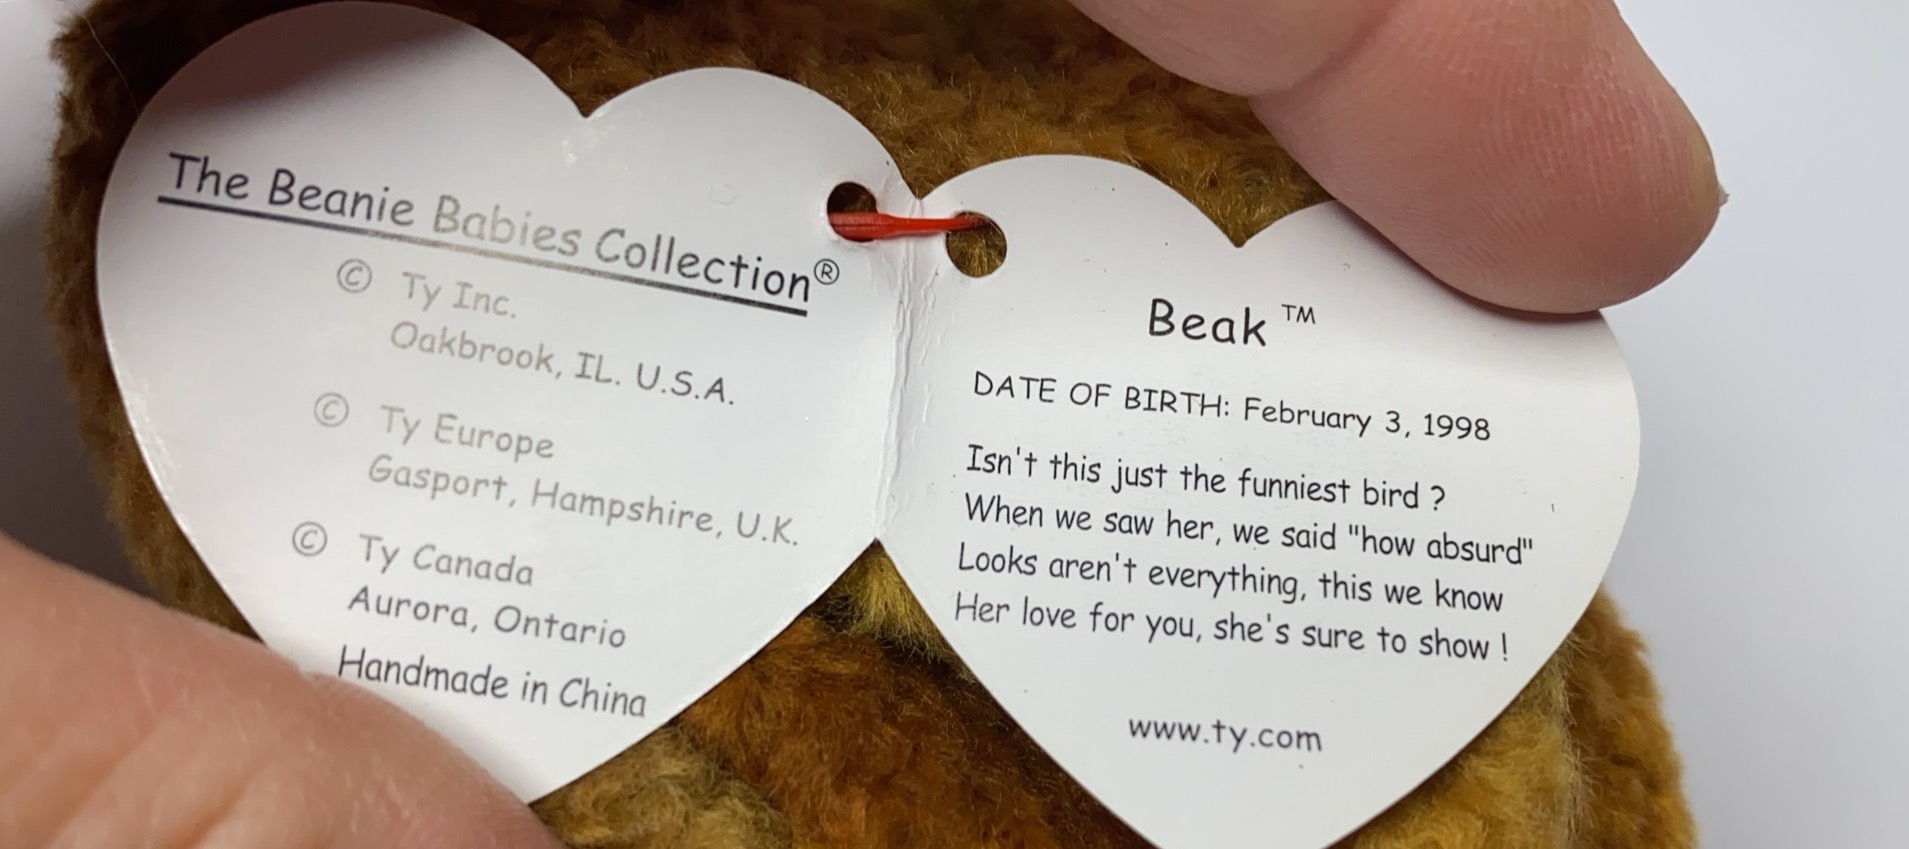 The Beanie Babies Collection®
© Ty Inc.
Oakbrook, IL. U.S.A.
© Ty Europe
Gasport, Hampshire, U.K.
© Ty Canada
Aurora, Ontario
Handmade in China
Beak ™
DATE OF BIRTH: February 3, 1998
Isn't this just the funniest bird ?
When we saw her, we said "how absurd"
Looks aren't everything, this we know
Her love for you, she's sure to show !
www.ty.com